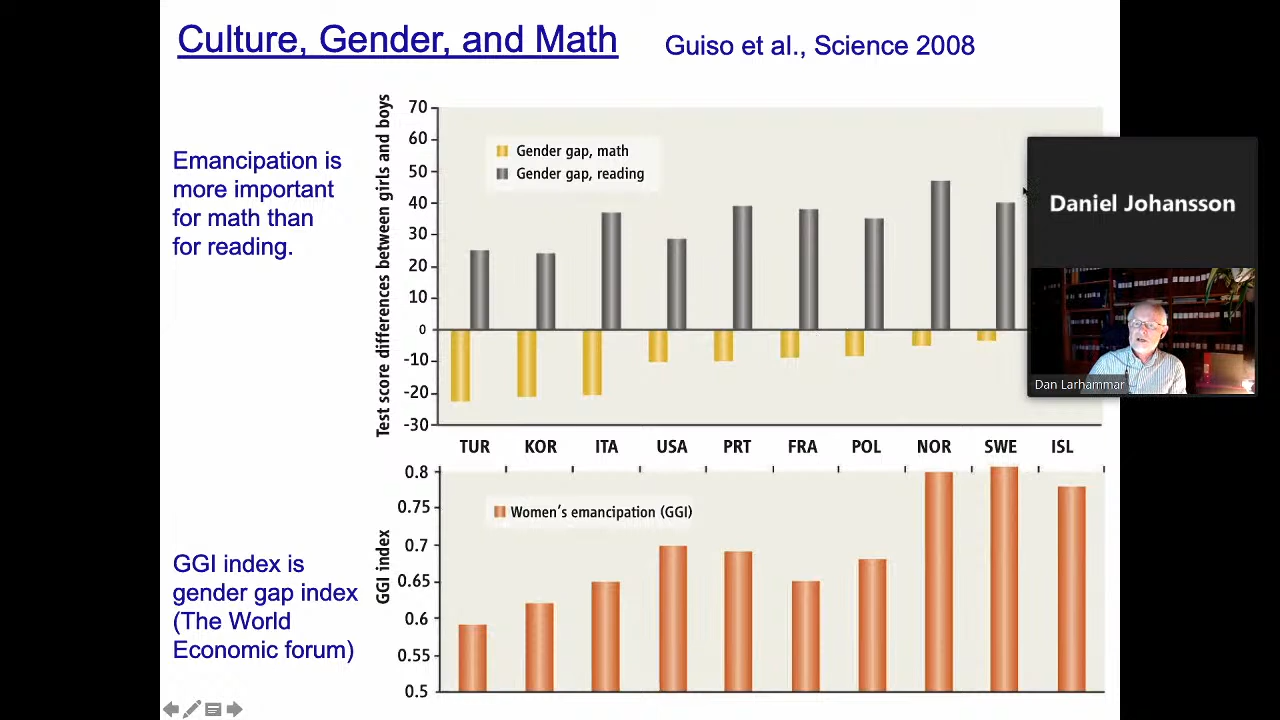 Culture, Gender, and Math
Guiso et al., Science 2008
Emancipation is
more important
for math than
for reading.
Test score differences between girls and boys
70
60
50
40
30
20
10
0
-10
-20
-30
Gender gap, math
Gender gap, reading
Daniel Johansson
Dan Larhammar
TUR KOR ITA USA PRT FRA POL NOR SWE ISL
GGI index is
gender gap index
(The World
Economic forum)
GGI index
0.8
0.75
0.7
0.65
0.6
0.55
0.5
Women's emancipation (GGI)